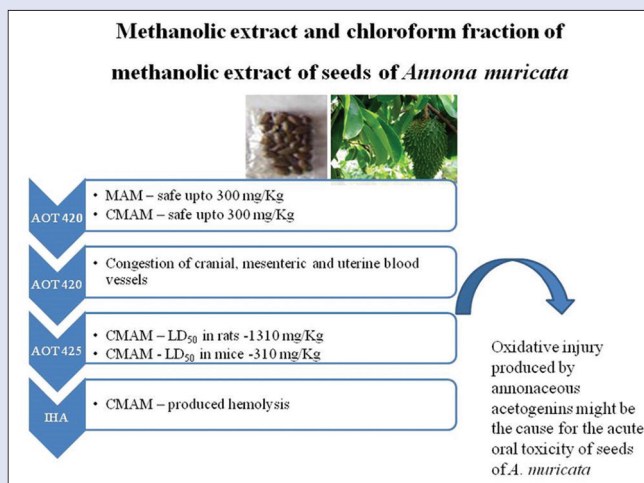 Methanolic extract and chloroform fraction of
methanolic extract of seeds of Annona muricata
AOT 420
• MAM – safe upto 300 mg/Kg
• CMAM – safe upto 300 mg/Kg
AOT 420
• Congestion of cranial, mesenteric and uterine blood
vessels
AOT 425
• CMAM – LD50 in rats -1310 mg/Kg
• CMAM - LD50 in mice -310 mg/Kg
IHA
• CMAM – produced hemolysis
Oxidative injury
produced by
annonaceous
acetogenins might be
the cause for the acute
oral toxicity of seeds
of A. muricata